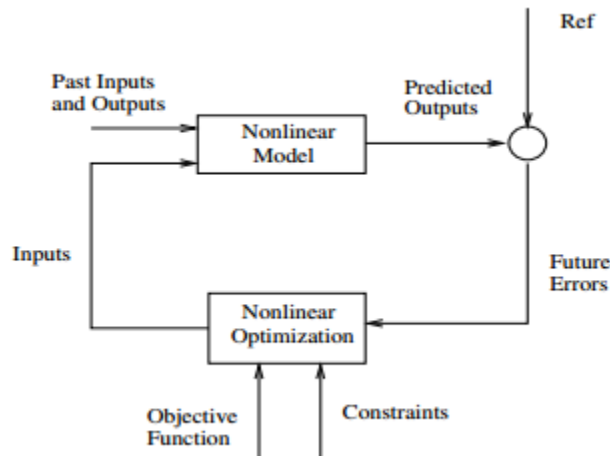 Ref
Past Inputs
and Outputs
Predicted
Outputs
Nonlinear
Model
Inputs
Future
Errors
Nonlinear
Optimization
Objective
Function
Constraints